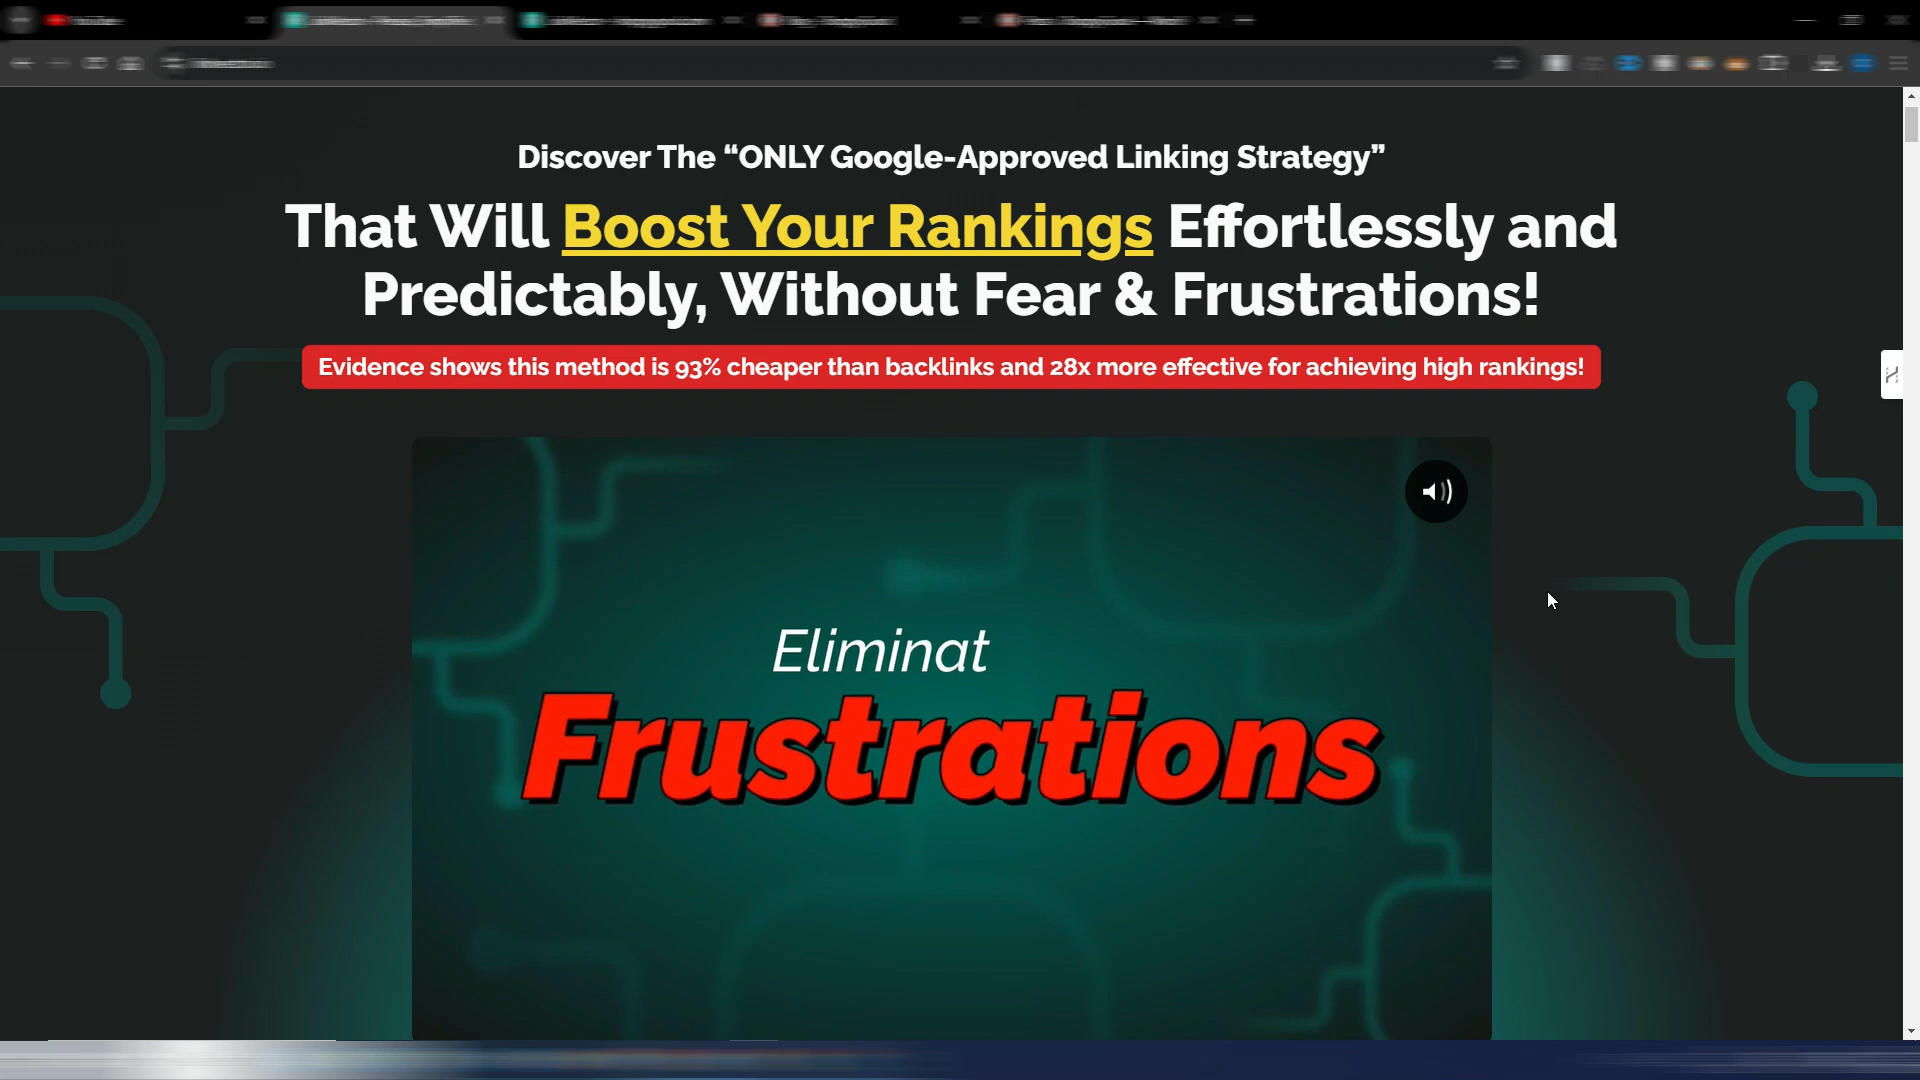 Discover The “ONLY Google-Approved Linking Strategy”
That Will Boost Your Rankings Effortlessly and
Predictably, Without Fear & Frustrations!
Evidence shows this method is 93% cheaper than backlinks and 28x more effective for achieving high rankings!
Eliminat
Frustrations